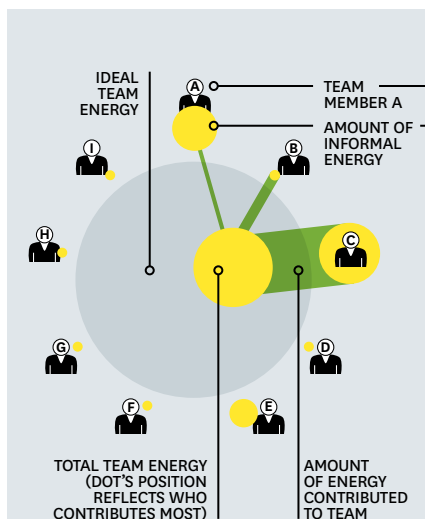 IDEAL
TEAM
ENERGY
A
TEAM
MEMBER A
AMOUNT OF
INFORMAL
ENERGY
I
B
H
C
G
D
F
E
TOTAL TEAM ENERGY
(DOT'S POSITION
REFLECTS WHO
CONTRIBUTES MOST)
AMOUNT
OF ENERGY
CONTRIBUTED
TO TEAM